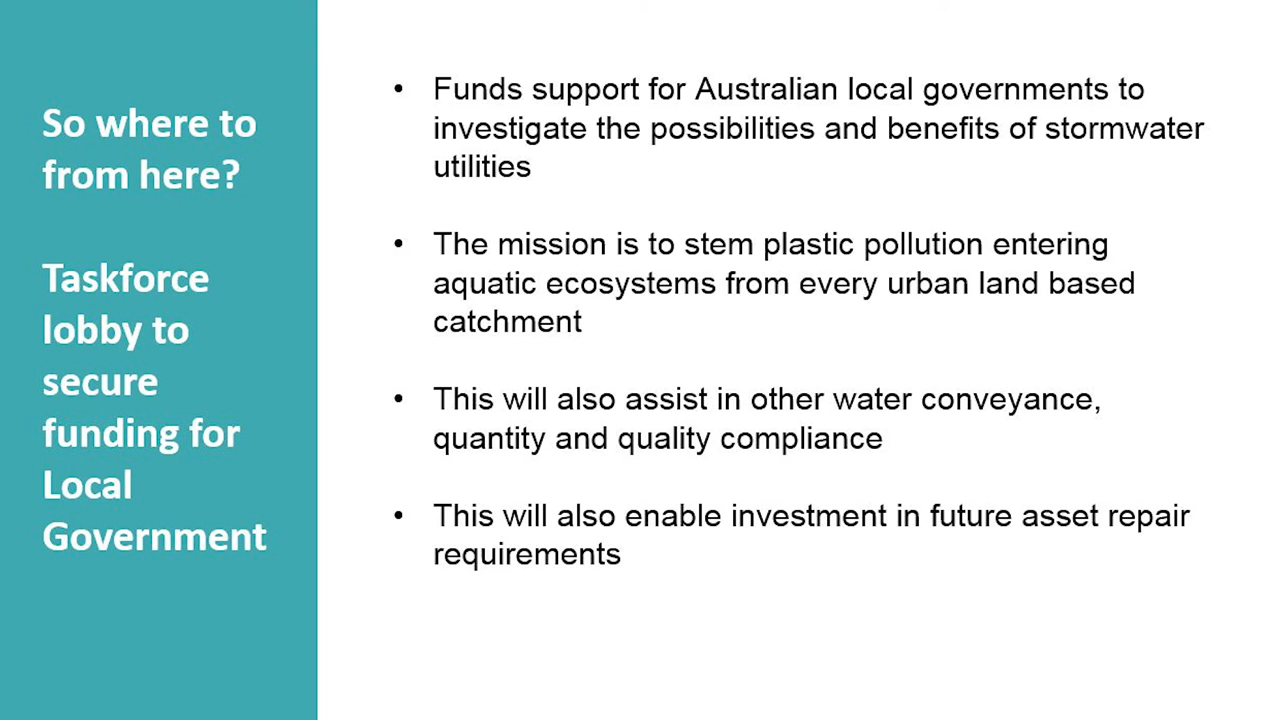 So where to
from here?
Taskforce
lobby to
secure
funding for
Local
Government
• Funds support for Australian local governments to
investigate the possibilities and benefits of stormwater
utilities
• The mission is to stem plastic pollution entering
aquatic ecosystems from every urban land based
catchment
• This will also assist in other water conveyance,
quantity and quality compliance
• This will also enable investment in future asset repair
requirements